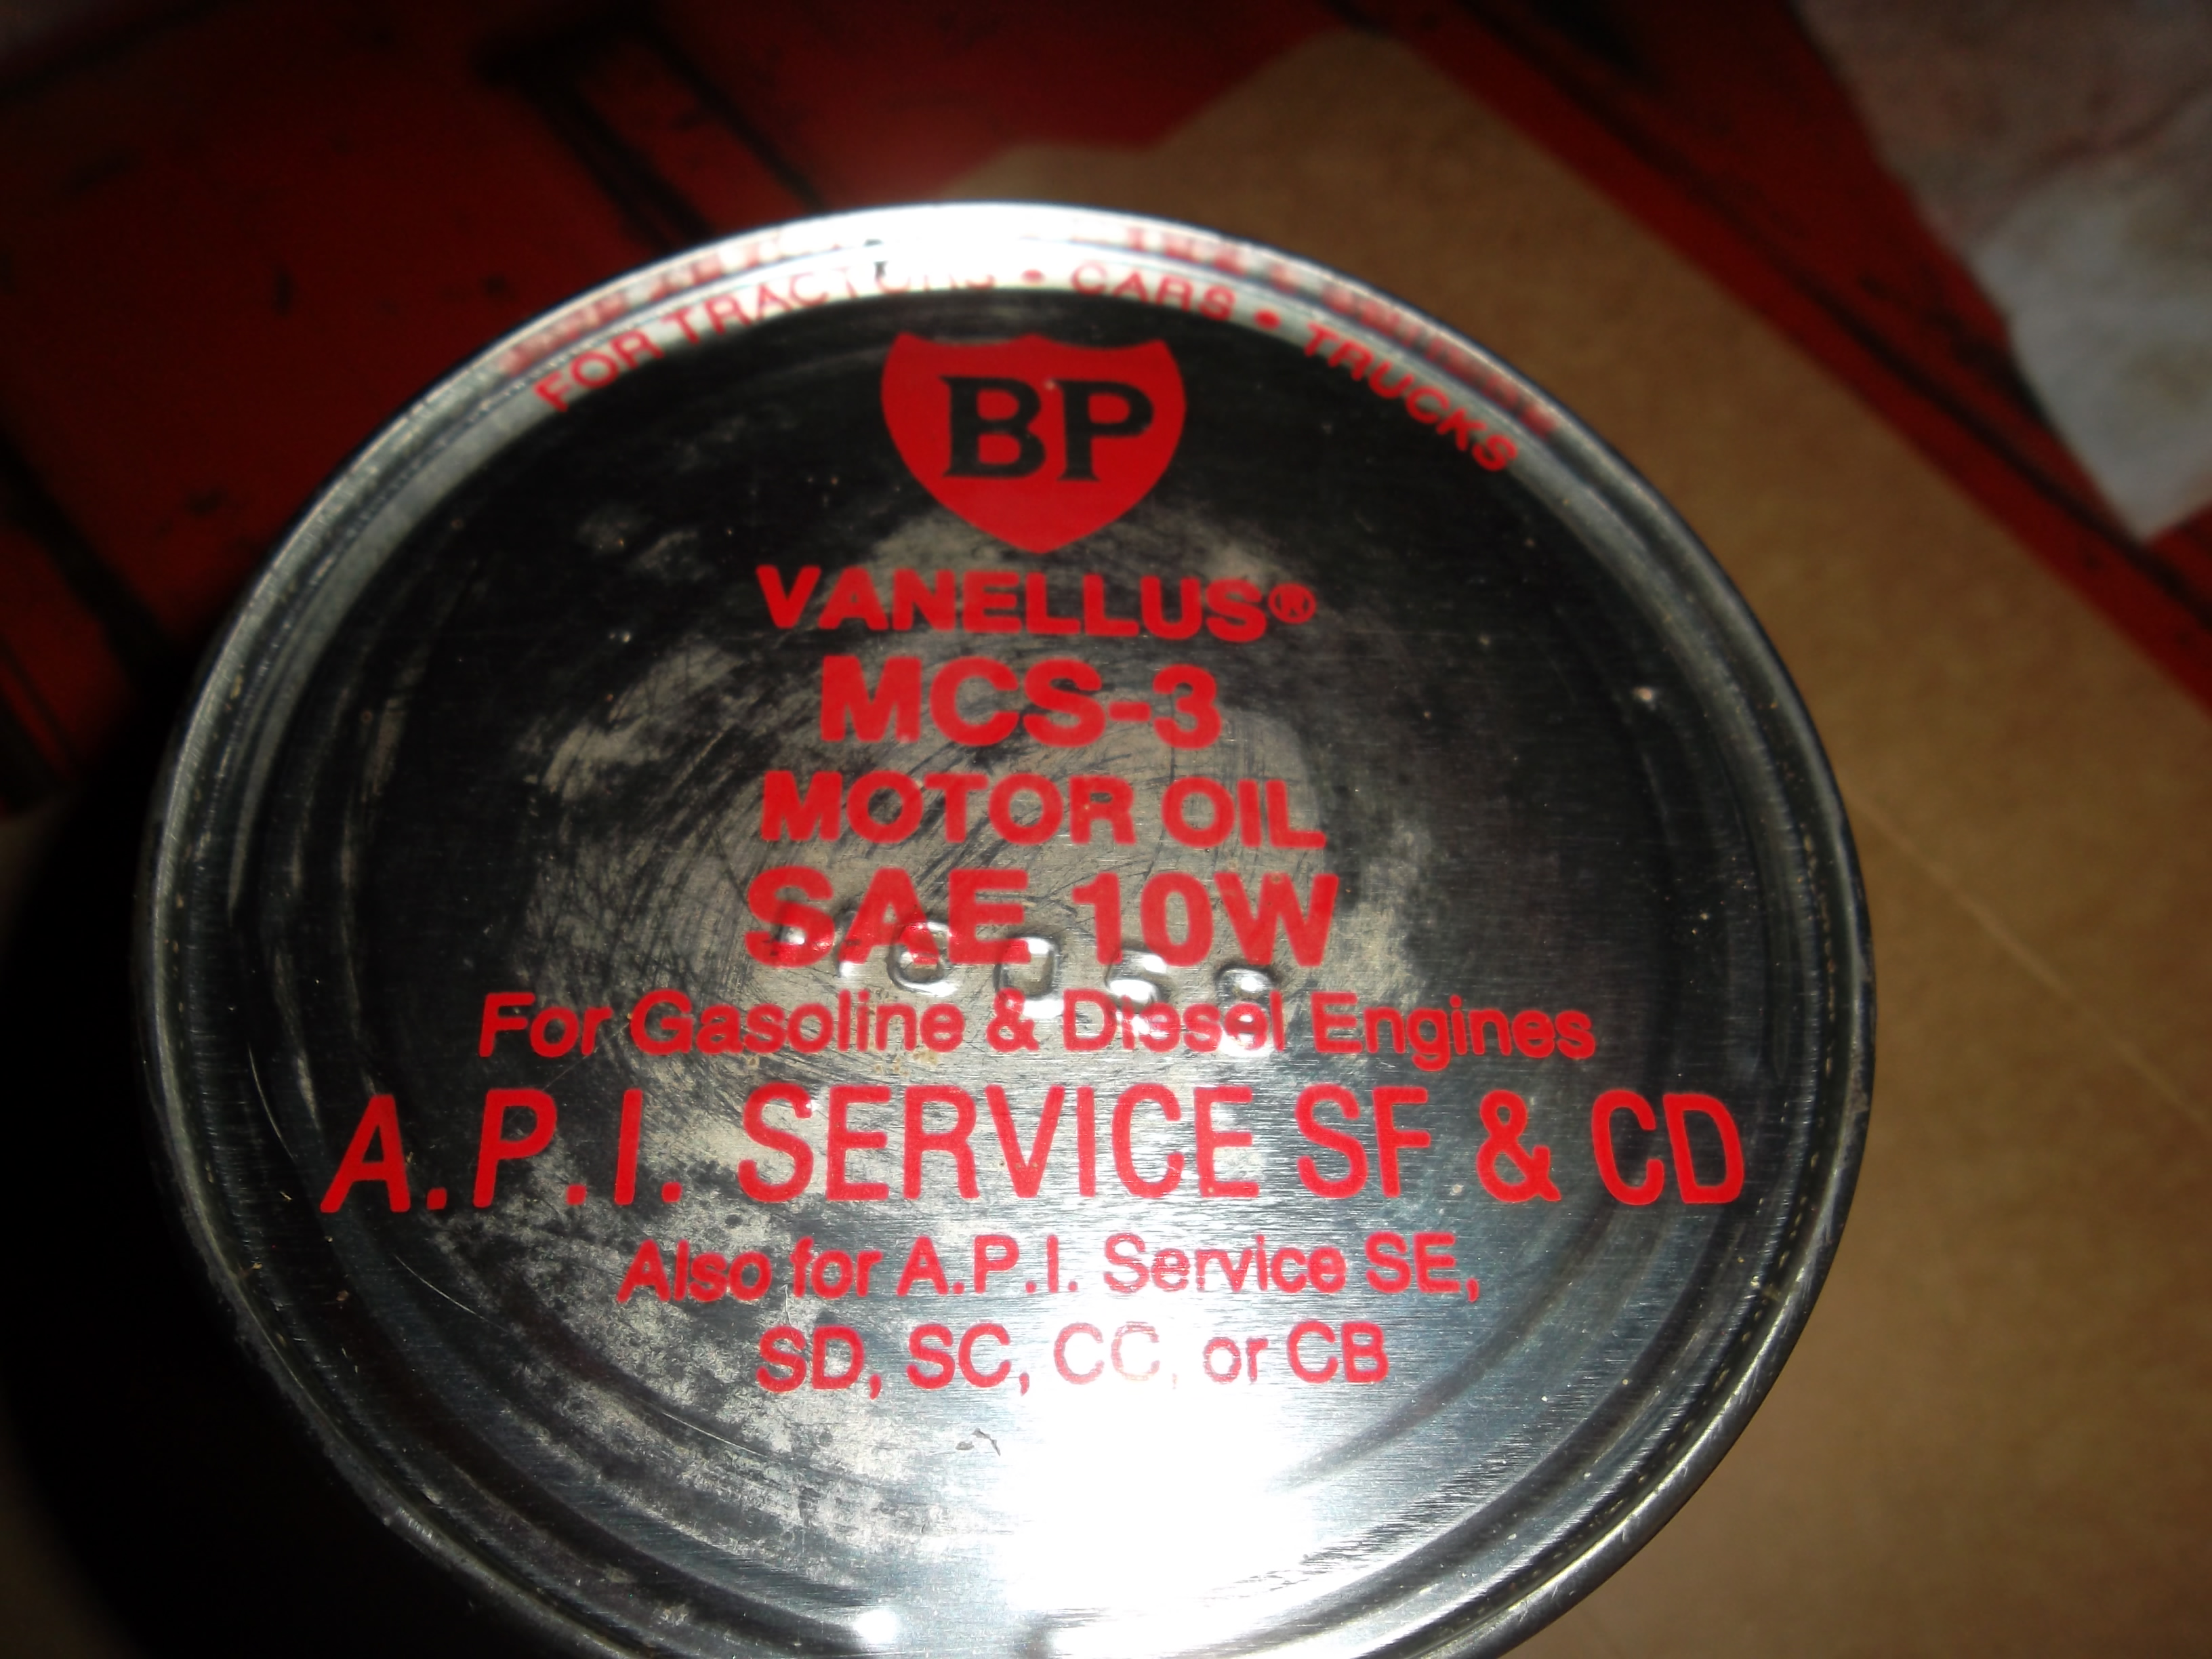 FOR TRACTORS • CARS • TRUCKS
BP
VANELLUS®
MCS-3
MOTOR OIL
SAE 10W
For Gasoline & Diesel Engines
A.P.I. SERVICE SF & CD
Also for A.P.I. Service SE,
SD, SC, CC, or CB